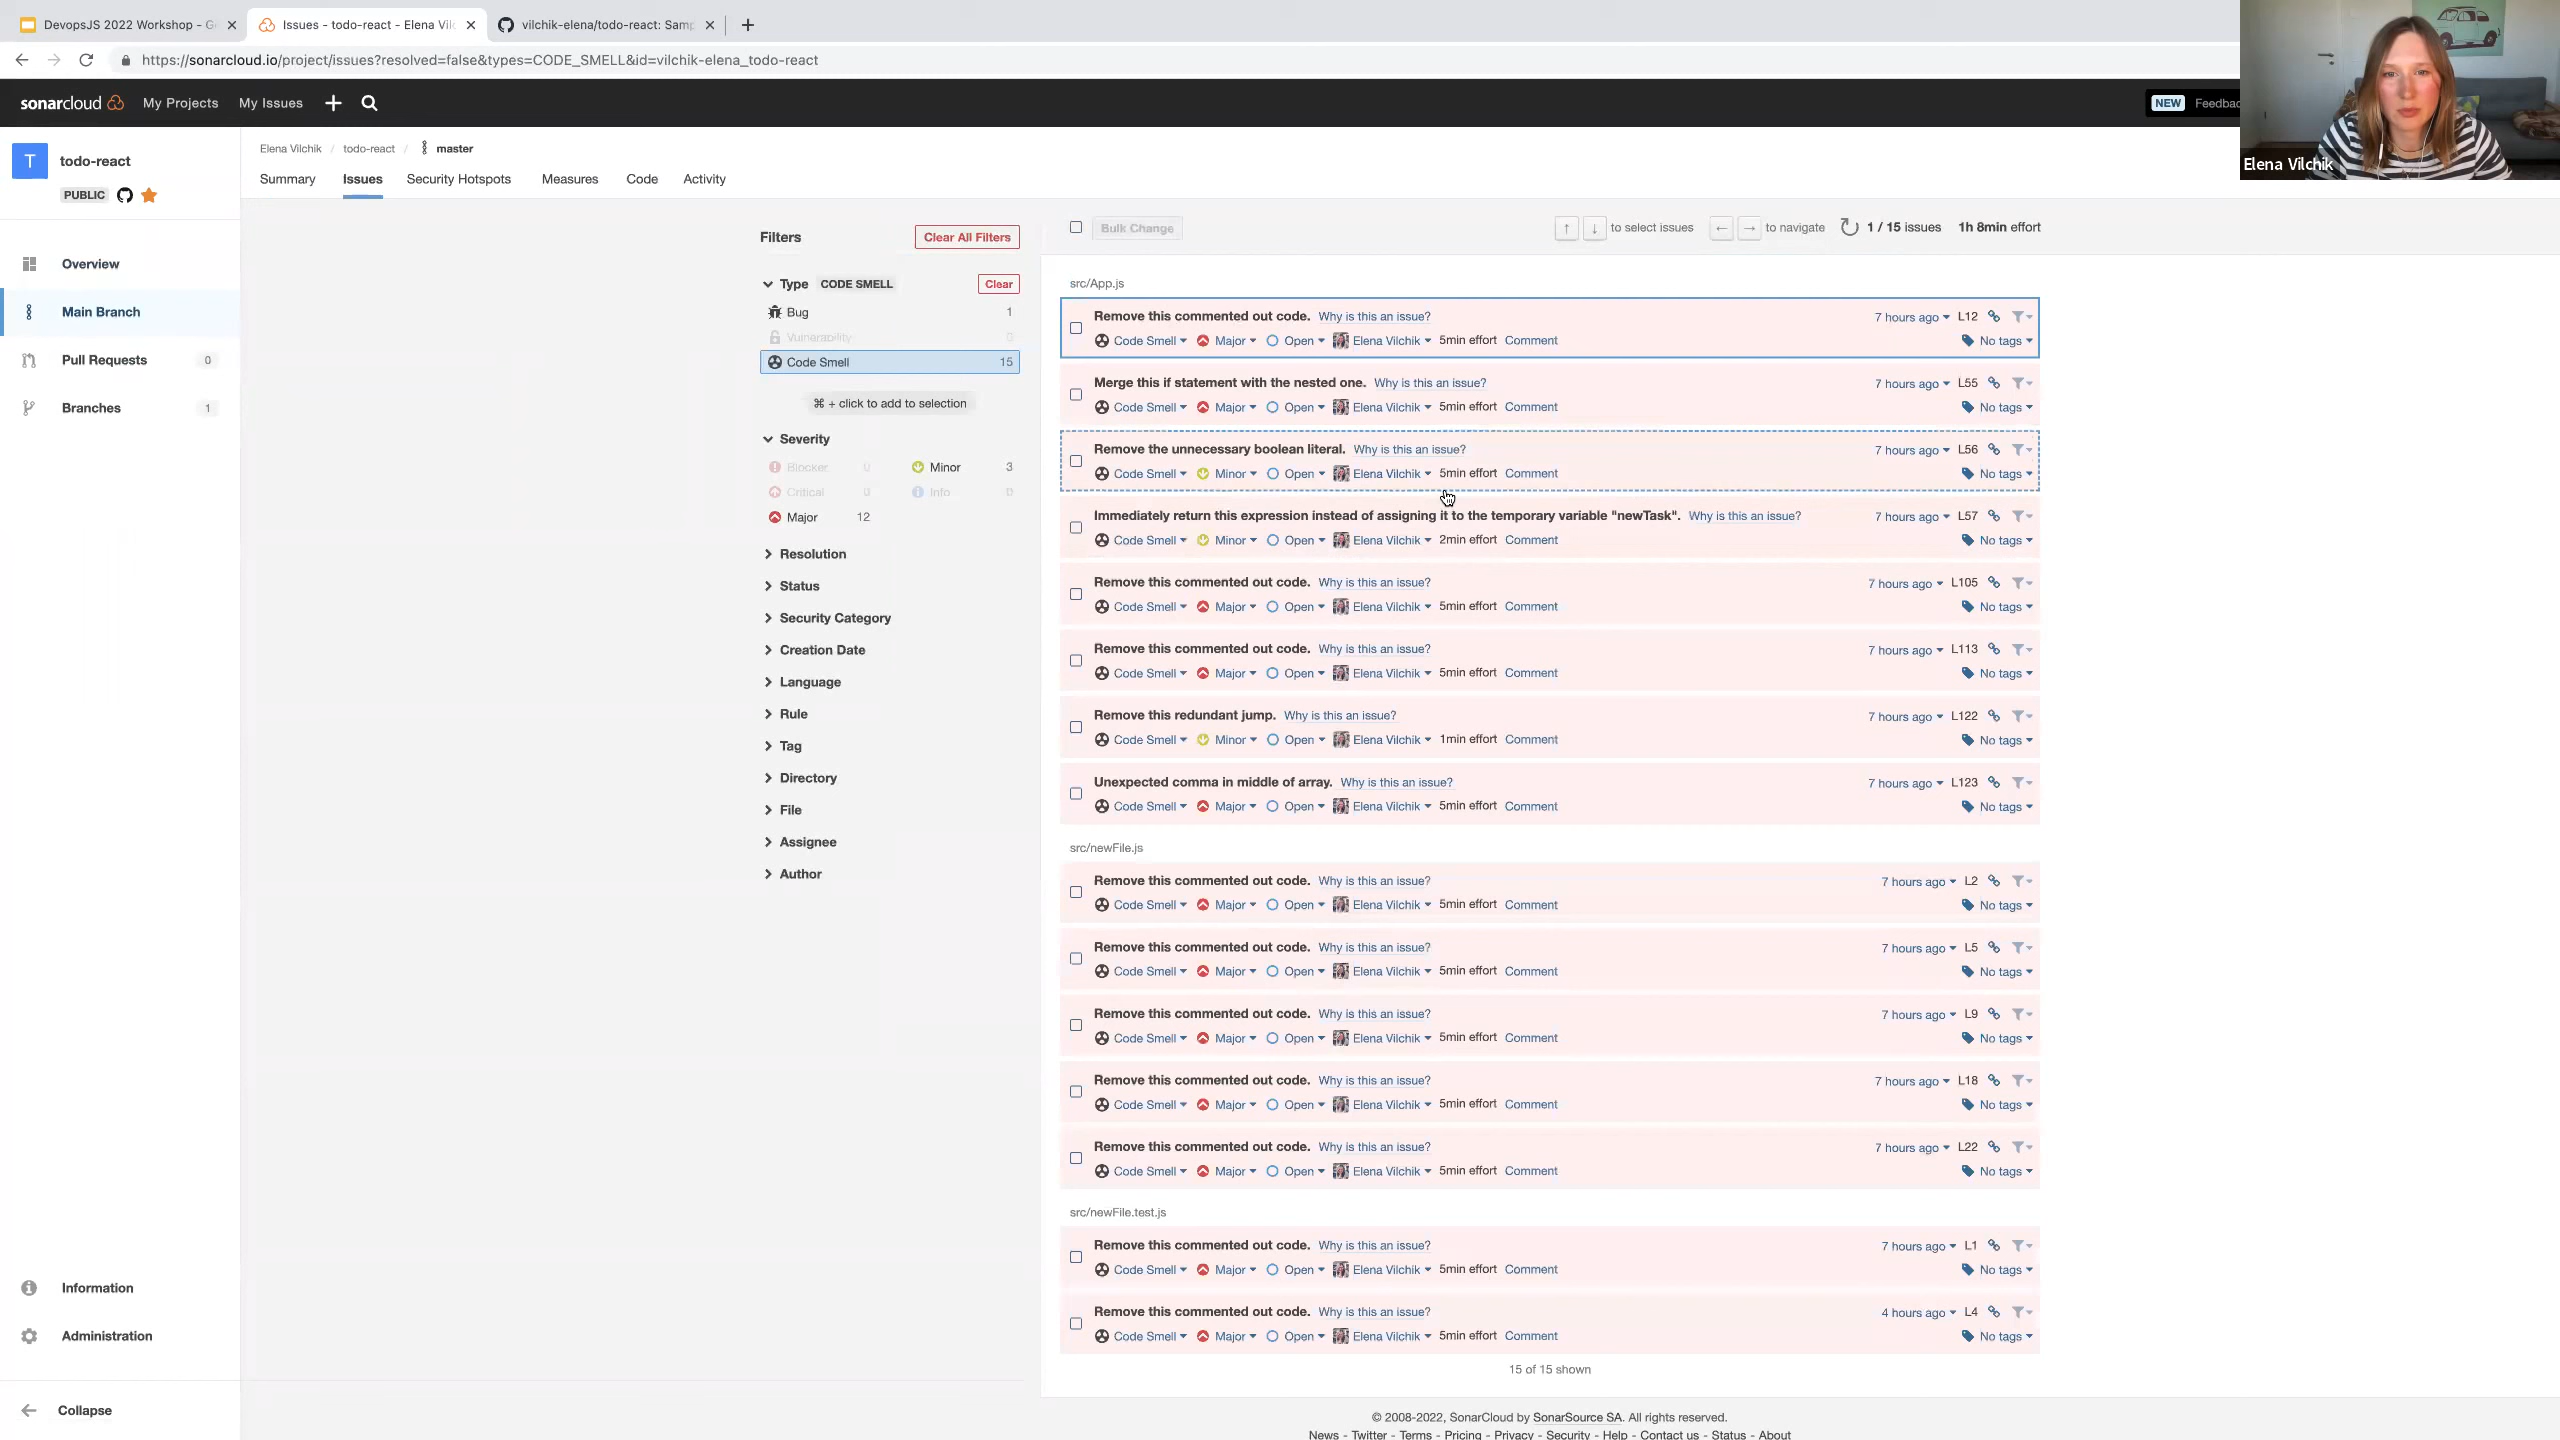 DevopsJS 2022 Workshop - G
Issues - todo-react - Elena Vil
vilchik-elena/todo-react: Samp
https://sonarcloud.io/project/issues?resolved=false&types=CODE_SMELL&id=vilchik-elena_todo-react
sonarcloud My Projects My Issues
NEW Feedbac
Elena Vilchik
T todo-react
PUBLIC
Overview
Main Branch
Pull Requests 0
Branches 1
Information
Administration
Collapse
Elena Vilchik / todo-react / master
Summary Issues Security Hotspots Measures Code Activity
Filters Clear All Filters
Type CODE SMELL Clear
Bug 1
Vulnerability 0
Code Smell 15
⌘ + click to add to selection
Severity
Blocker 0 Minor 3
Critical 0 Info 0
Major 12
Resolution
Status
Security Category
Creation Date
Language
Rule
Tag
Directory
File
Assignee
Author
Bulk Change ↑ ↓ to select issues ← → to navigate 1 / 15 issues 1h 8min effort
src/App.js
Remove this commented out code. Why is this an issue? 7 hours ago L12
Code Smell Major Open Elena Vilchik 5min effort Comment No tags
Merge this if statement with the nested one. Why is this an issue? 7 hours ago L55
Code Smell Major Open Elena Vilchik 5min effort Comment No tags
Remove the unnecessary boolean literal. Why is this an issue? 7 hours ago L56
Code Smell Minor Open Elena Vilchik 5min effort Comment No tags
Immediately return this expression instead of assigning it to the temporary variable "newTask". Why is this an issue? 7 hours ago L57
Code Smell Minor Open Elena Vilchik 2min effort Comment No tags
Remove this commented out code. Why is this an issue? 7 hours ago L105
Code Smell Major Open Elena Vilchik 5min effort Comment No tags
Remove this commented out code. Why is this an issue? 7 hours ago L113
Code Smell Major Open Elena Vilchik 5min effort Comment No tags
Remove this redundant jump. Why is this an issue? 7 hours ago L122
Code Smell Minor Open Elena Vilchik 1min effort Comment No tags
Unexpected comma in middle of array. Why is this an issue? 7 hours ago L123
Code Smell Major Open Elena Vilchik 5min effort Comment No tags
src/newFile.js
Remove this commented out code. Why is this an issue? 7 hours ago L2
Code Smell Major Open Elena Vilchik 5min effort Comment No tags
Remove this commented out code. Why is this an issue? 7 hours ago L5
Code Smell Major Open Elena Vilchik 5min effort Comment No tags
Remove this commented out code. Why is this an issue? 7 hours ago L9
Code Smell Major Open Elena Vilchik 5min effort Comment No tags
Remove this commented out code. Why is this an issue? 7 hours ago L18
Code Smell Major Open Elena Vilchik 5min effort Comment No tags
Remove this commented out code. Why is this an issue? 7 hours ago L22
Code Smell Major Open Elena Vilchik 5min effort Comment No tags
src/newFile.test.js
Remove this commented out code. Why is this an issue? 7 hours ago L1
Code Smell Major Open Elena Vilchik 5min effort Comment No tags
Remove this commented out code. Why is this an issue? 4 hours ago L4
Code Smell Major Open Elena Vilchik 5min effort Comment No tags
15 of 15 shown
© 2008-2022, SonarCloud by SonarSource SA. All rights reserved.
News - Twitter - Terms - Pricing - Privacy - Security - Help - Contact us - Status - About